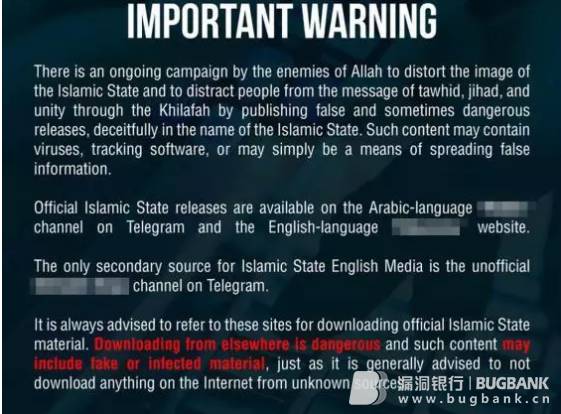 IMPORTANT WARNING
There is an ongoing campaign by the enemies of Allah to distort the image of
the Islamic State and to distract people from the message of tawhid, jihad, and
unity through the Khilafah by publishing false and sometimes dangerous
releases, deceitfully in the name of the Islamic State. Such content may contain
viruses, tracking software, or may simply be a means of spreading false
information.
Official Islamic State releases are available on the Arabic-language
channel on Telegram and the English-language website.
The only secondary source for Islamic State English Media is the unofficial
channel on Telegram.
It is always advised to refer to these sites for downloading official Islamic State
material. Downloading from elsewhere is dangerous and such content may
include fake or infected material, just as it is generally advised to not
download anything on the Internet from unknown sources.
漏洞银行 | BUGBANK
www.bugbank.cn